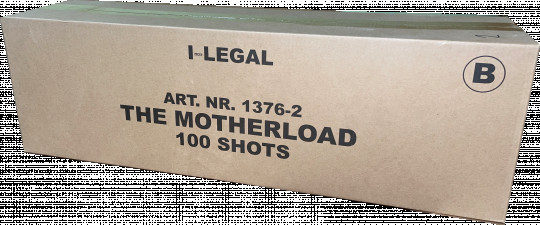 I-LEGAL
B
ART. NR. 1376-2
THE MOTHERLOAD
100 SHOTS